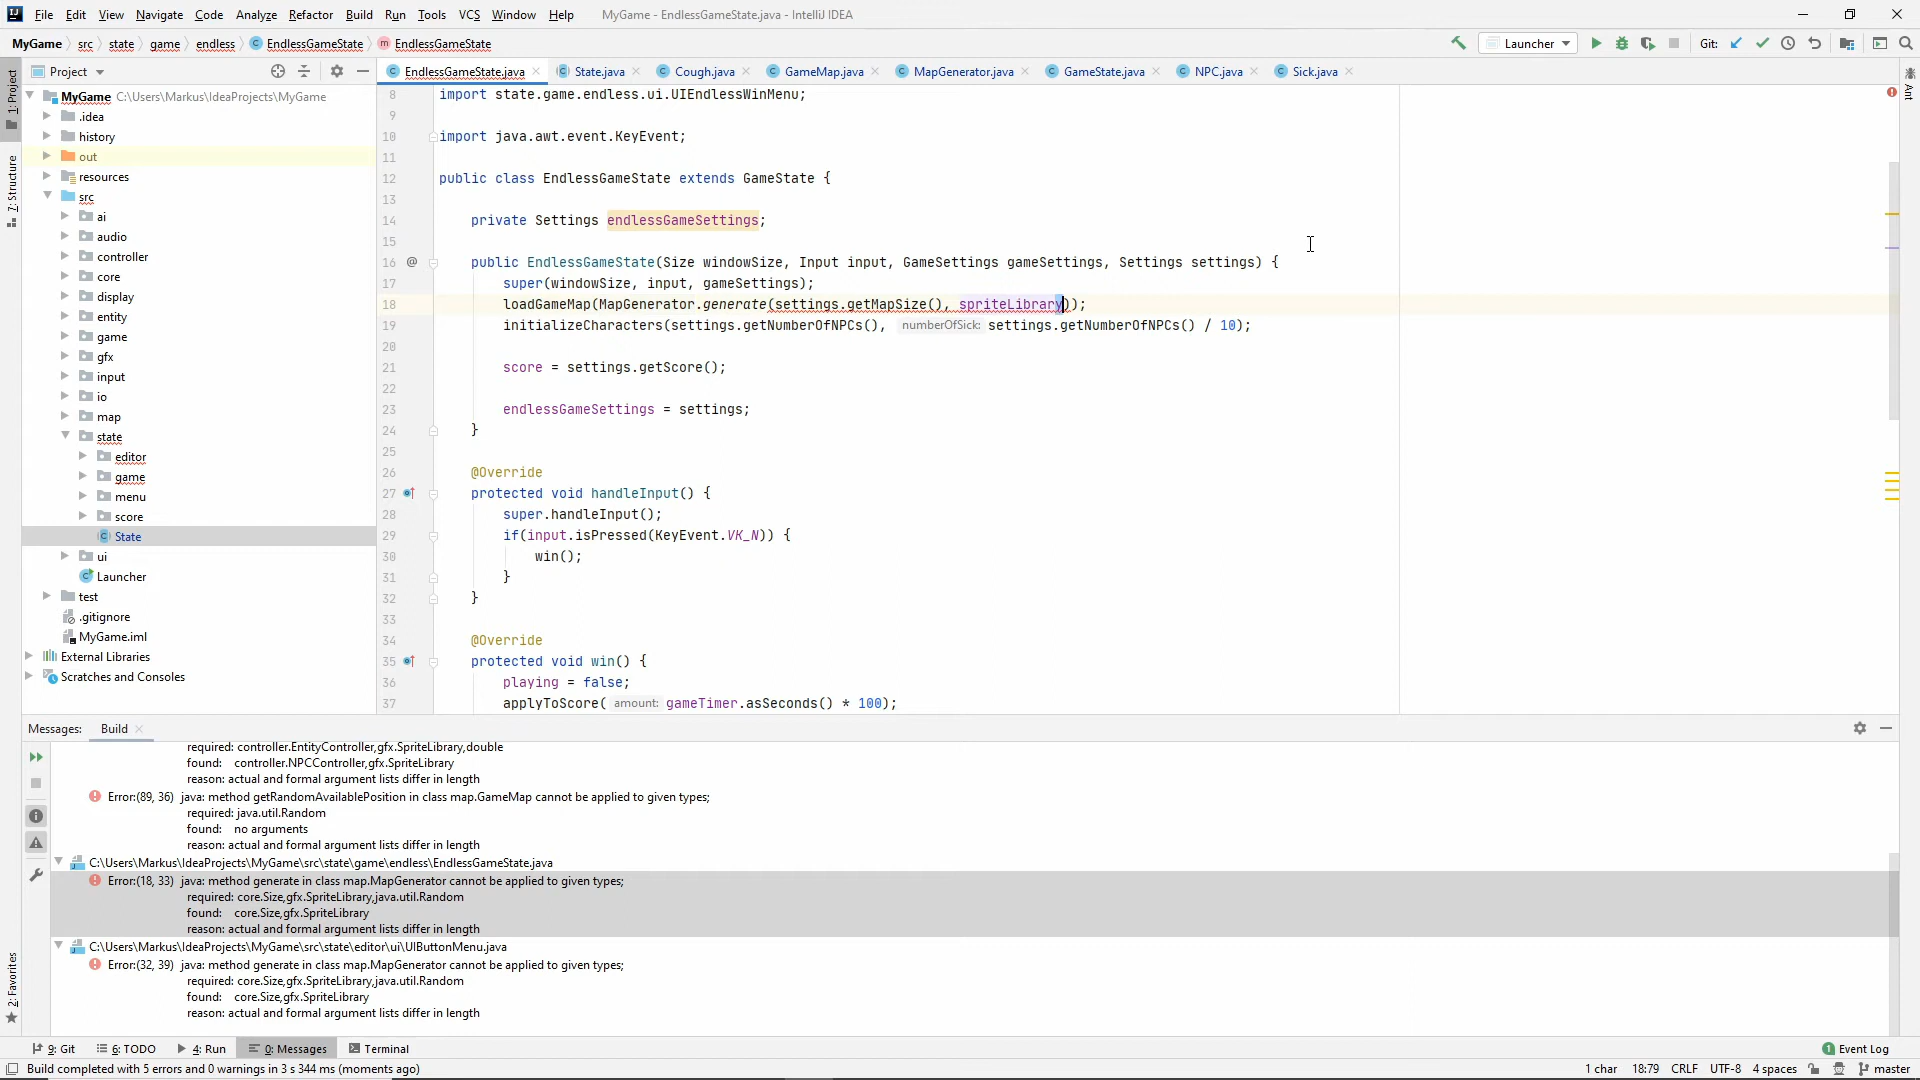 File Edit View Navigate Code Analyze Refactor Build Run Tools VCS Window Help MyGame - EndlessGameState.java - IntelliJ IDEA
MyGame src state game endless EndlessGameState EndlessGameState Launcher Git:
Project
EndlessGameState.java State.java Cough.java GameMap.java MapGenerator.java GameState.java NPC.java Sick.java
1: Project
7: Structure
2: Favorites
Ant
MyGame C:\Users\Markus\IdeaProjects\MyGame
.idea
history
out
resources
src
ai
audio
controller
core
display
entity
game
gfx
input
io
map
state
editor
game
menu
score
State
ui
Launcher
test
.gitignore
MyGame.iml
External Libraries
Scratches and Consoles
8 import state.game.endless.ui.UIEndlessWinMenu;
9
10 import java.awt.event.KeyEvent;
11
12 public class EndlessGameState extends GameState {
13
14 private Settings endlessGameSettings;
15
16 @ public EndlessGameState(Size windowSize, Input input, GameSettings gameSettings, Settings settings) {
17 super(windowSize, input, gameSettings);
18 loadGameMap(MapGenerator.generate(settings.getMapSize(), spriteLibrary));
19 initializeCharacters(settings.getNumberOfNPCs(), numberOfSick: settings.getNumberOfNPCs() / 10);
20
21 score = settings.getScore();
22
23 endlessGameSettings = settings;
24 }
25
26 @Override
27 protected void handleInput() {
28 super.handleInput();
29 if(input.isPressed(KeyEvent.VK_N)) {
30 win();
31 }
32 }
33
34 @Override
35 protected void win() {
36 playing = false;
37 applyToScore( amount: gameTimer.asSeconds() * 100);
Messages: Build
required: controller.EntityController,gfx.SpriteLibrary,double
found: controller.NPCController,gfx.SpriteLibrary
reason: actual and formal argument lists differ in length
Error:(89, 36) java: method getRandomAvailablePosition in class map.GameMap cannot be applied to given types;
required: java.util.Random
found: no arguments
reason: actual and formal argument lists differ in length
C:\Users\Markus\IdeaProjects\MyGame\src\state\game\endless\EndlessGameState.java
Error:(18, 33) java: method generate in class map.MapGenerator cannot be applied to given types;
required: core.Size,gfx.SpriteLibrary,java.util.Random
found: core.Size,gfx.SpriteLibrary
reason: actual and formal argument lists differ in length
C:\Users\Markus\IdeaProjects\MyGame\src\state\editor\ui\UIButtonMenu.java
Error:(32, 39) java: method generate in class map.MapGenerator cannot be applied to given types;
required: core.Size,gfx.SpriteLibrary,java.util.Random
found: core.Size,gfx.SpriteLibrary
reason: actual and formal argument lists differ in length
9: Git 6: TODO 4: Run 0: Messages Terminal 1 Event Log
Build completed with 5 errors and 0 warnings in 3 s 344 ms (moments ago) 1 char 18:79 CRLF UTF-8 4 spaces master